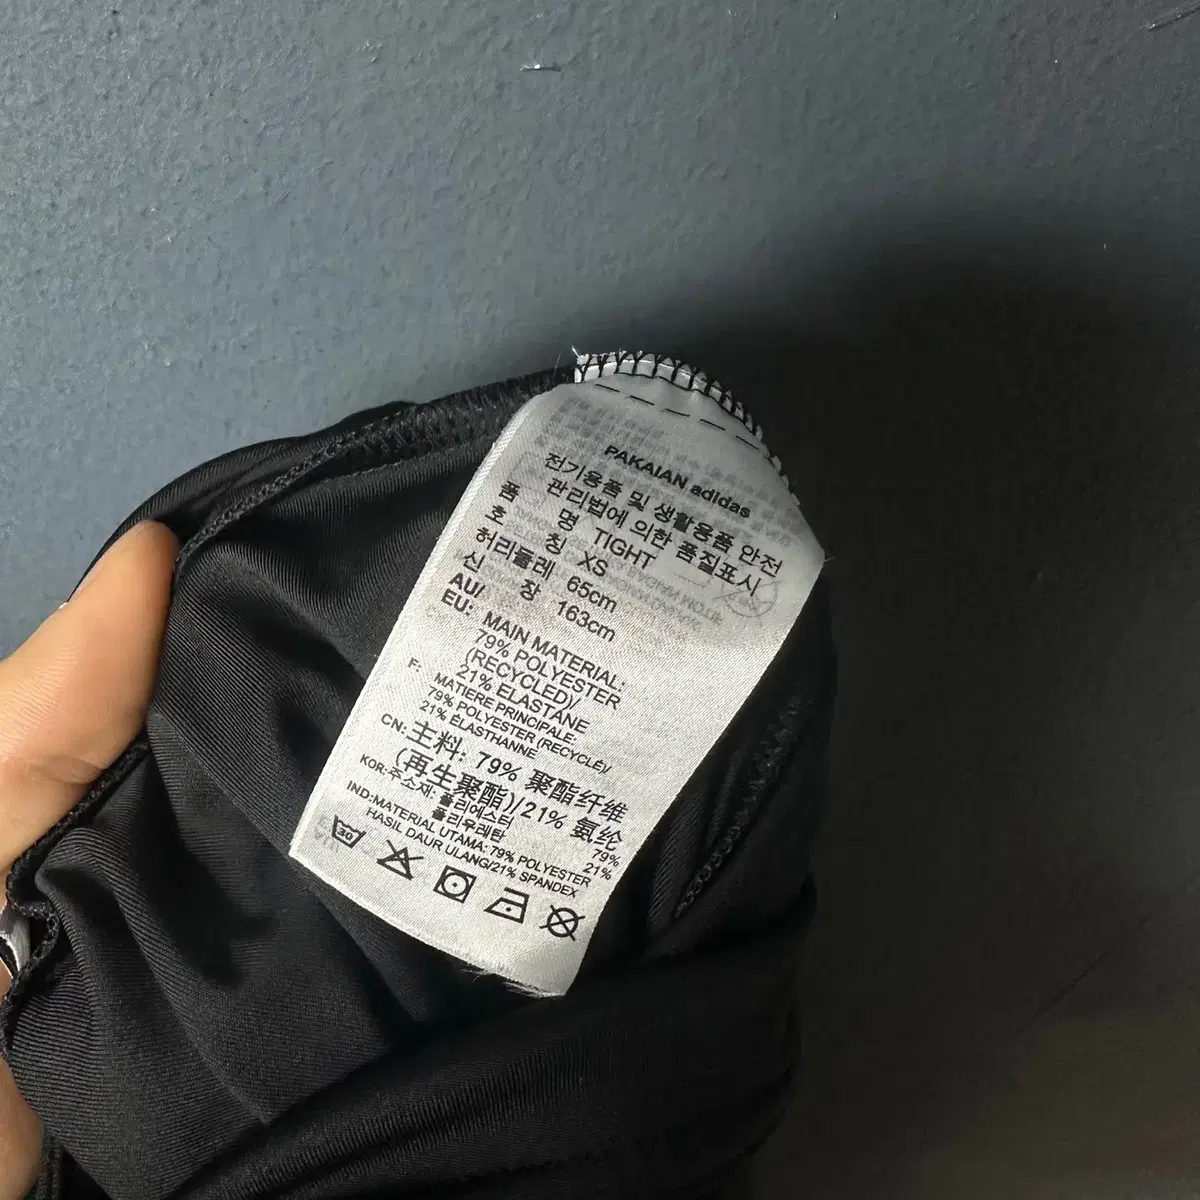 PAKAIAN adidas
전기용품 및 생활용품 안전
관리법에 의한 품질표시
품 명 TIGHT
호 칭 XS
허리둘레 65cm
신 장 163cm
AU/
EU: MAIN MATERIAL:
79% POLYESTER
(RECYCLED)/
21% ELASTANE
F: MATIERE PRINCIPALE:
79% POLYESTER (RECYCLÉ)/
21% ÉLASTHANNE
CN: 主料: 79% 聚酯纤维
(再生聚酯)/21% 氨纶
KOR: 주소재: 폴리에스터 79%
폴리우레탄 21%
IND: MATERIAL UTAMA: 79% POLYESTER
HASIL DAUR ULANG/21% SPANDEX
30